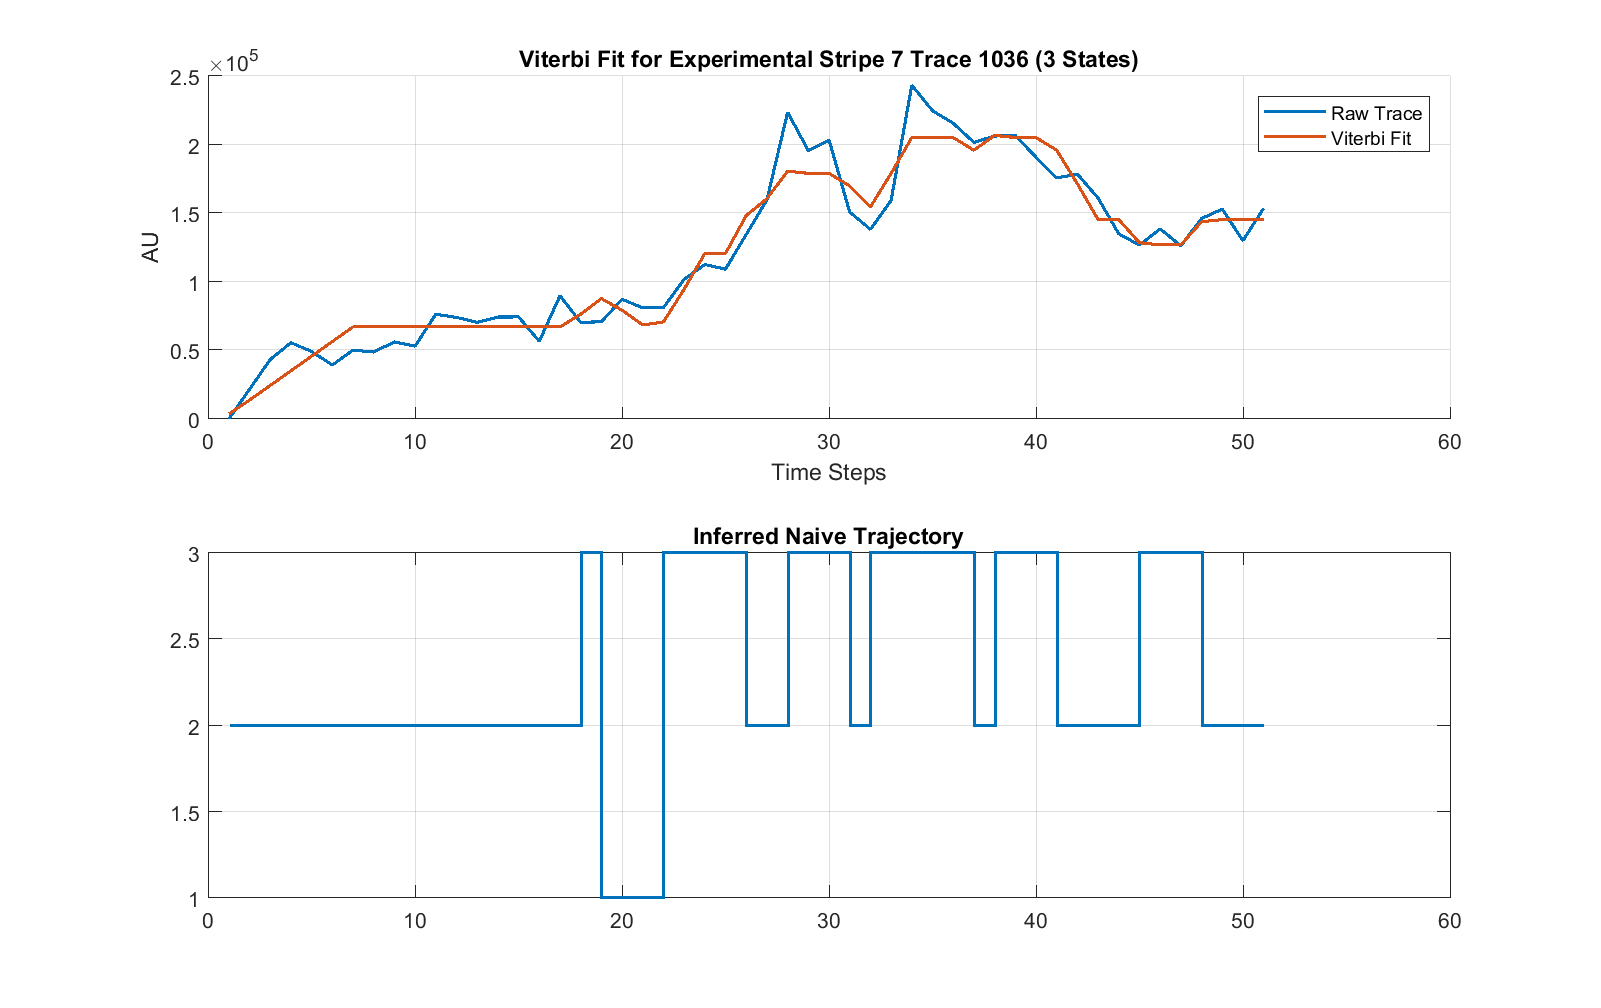 Viterbi Fit for Experimental Stripe 7 Trace 1036 (3 States)
×10⁵
2.5
2
1.5
1
0.5
0
AU
Raw Trace
Viterbi Fit
0 10 20 30 40 50 60
Time Steps
Inferred Naive Trajectory
3
2.5
2
1.5
1
0 10 20 30 40 50 60